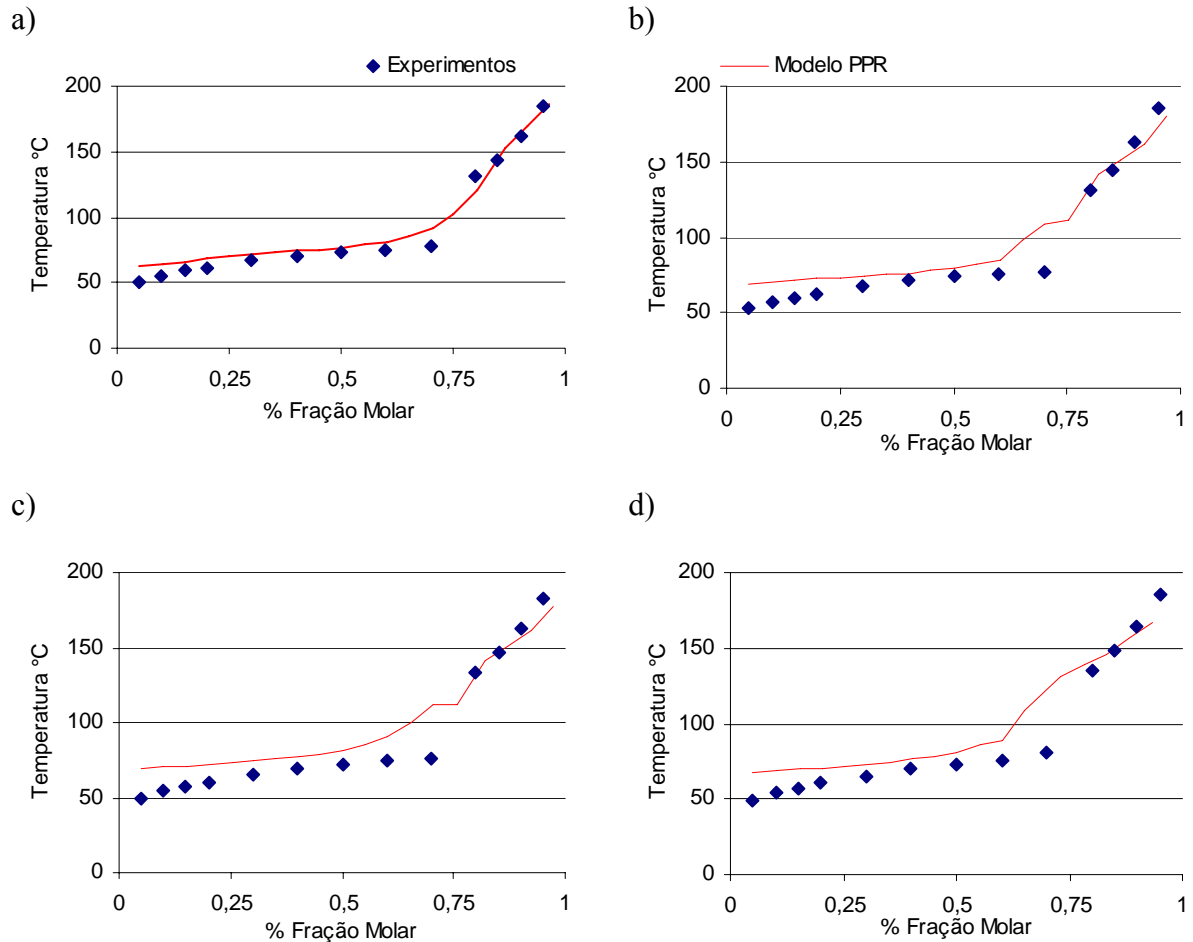 a)
Experimentos
200
150
100
50
0
0 0,25 0,5 0,75 1
Temperatura °C
% Fração Molar
b)
Modelo PPR
200
150
100
50
0
0 0,25 0,5 0,75 1
Temperatura °C
% Fração Molar
c)
200
150
100
50
0
0 0,25 0,5 0,75 1
Temperatura °C
% Fração Molar
d)
200
150
100
50
0
0 0,25 0,5 0,75 1
Temperatura °C
% Fração Molar